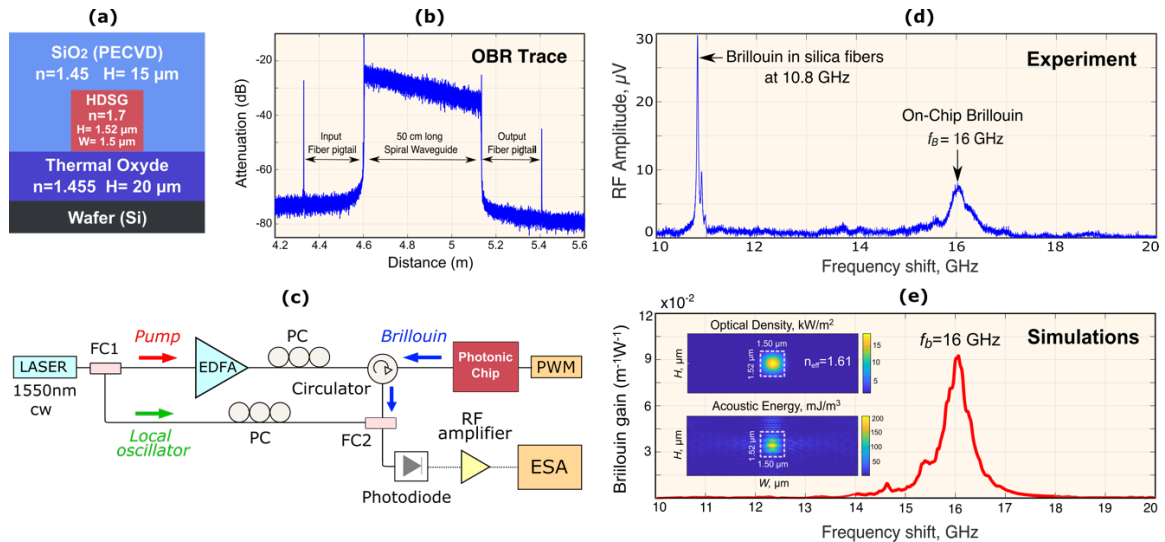 (a)
SiO2 (PECVD)
n=1.45 H= 15 µm
HDSG
n=1.7
H= 1.52 µm
W= 1.5 µm
Thermal Oxyde
n=1.455 H= 20 µm
Wafer (Si)
(b)
OBR Trace
-20
-40
-60
-80
Attenuation (dB)
Input
Fiber pigtail
50 cm long
Spiral Waveguide
Output
Fiber pigtail
4.2 4.4 4.6 4.8 5 5.2 5.4 5.6
Distance (m)
(c)
LASER
1550nm
cw
FC1
Pump
EDFA
PC
Circulator
Brillouin
Photonic
Chip
PWM
Local
oscillator
PC
FC2
RF
amplifier
Photodiode
ESA
(d)
Experiment
30
20
10
0
RF Amplitude, µV
Brillouin in silica fibers
at 10.8 GHz
On-Chip Brillouin
fB= 16 GHz
10 12 14 16 18 20
Frequency shift, GHz
(e)
x10-2
Simulations
fb=16 GHz
12
9
6
3
0
Briilouin gain (m-1W-1)
Optical Density, kW/m2
1.50 µm
1.52 µm
neff=1.61
H, µm
15
10
5
Acoustic Energy, mJ/m3
1.52 µm
1.50 µm
H, µm
W, µm
200
150
100
50
10 11 12 13 14 15 16 17 18 19 20
Frequency shift, GHz